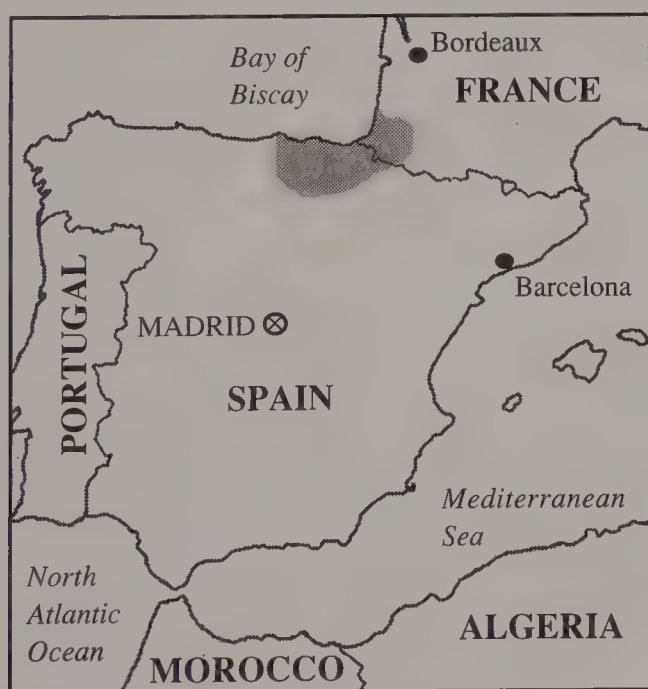 Bay of
Biscay
Bordeaux
FRANCE
Barcelona
PORTUGAL
MADRID
SPAIN
Mediterranean
Sea
North
Atlantic
Ocean
ALGERIA
MOROCCO